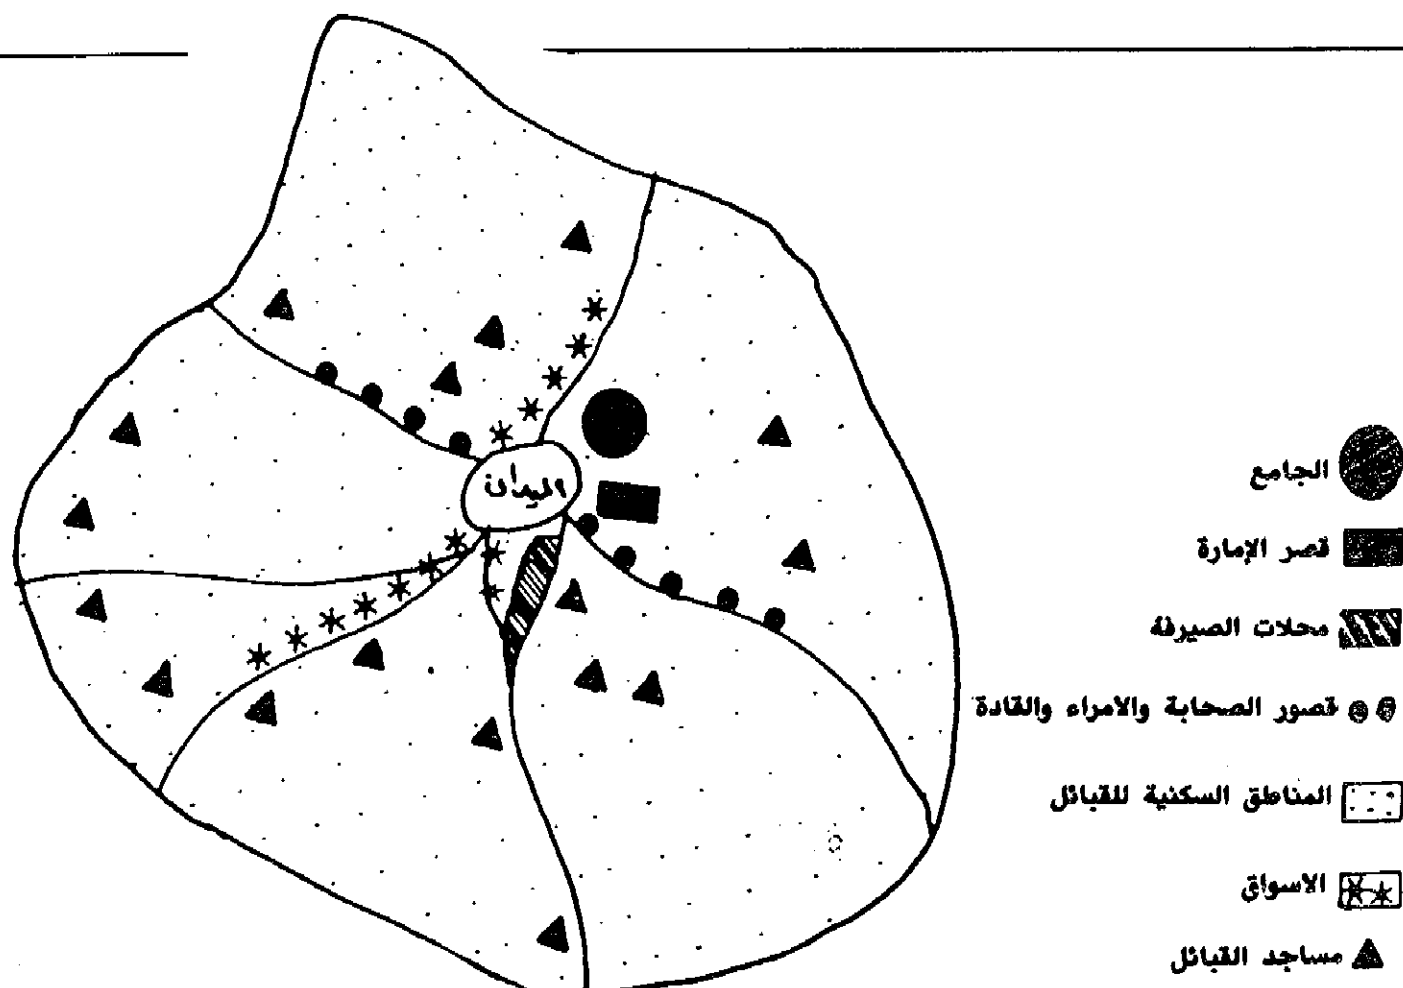 الميدان
الجامع
قصر الإمارة
محلات الصيرفة
قصور الصحابة والامراء والقادة
المناطق السكنية للقبائل
الاسواق
مساجد القبائل